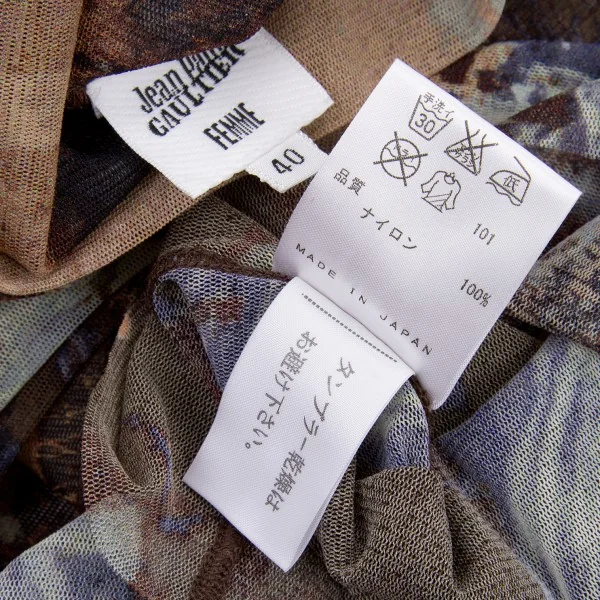 Jean Paul
GAULTIER
FEMME
40
手洗イ
30
低
品質
101
ナイロン
100%
MADE IN JAPAN
タンブラー乾燥は
お避け下さい。